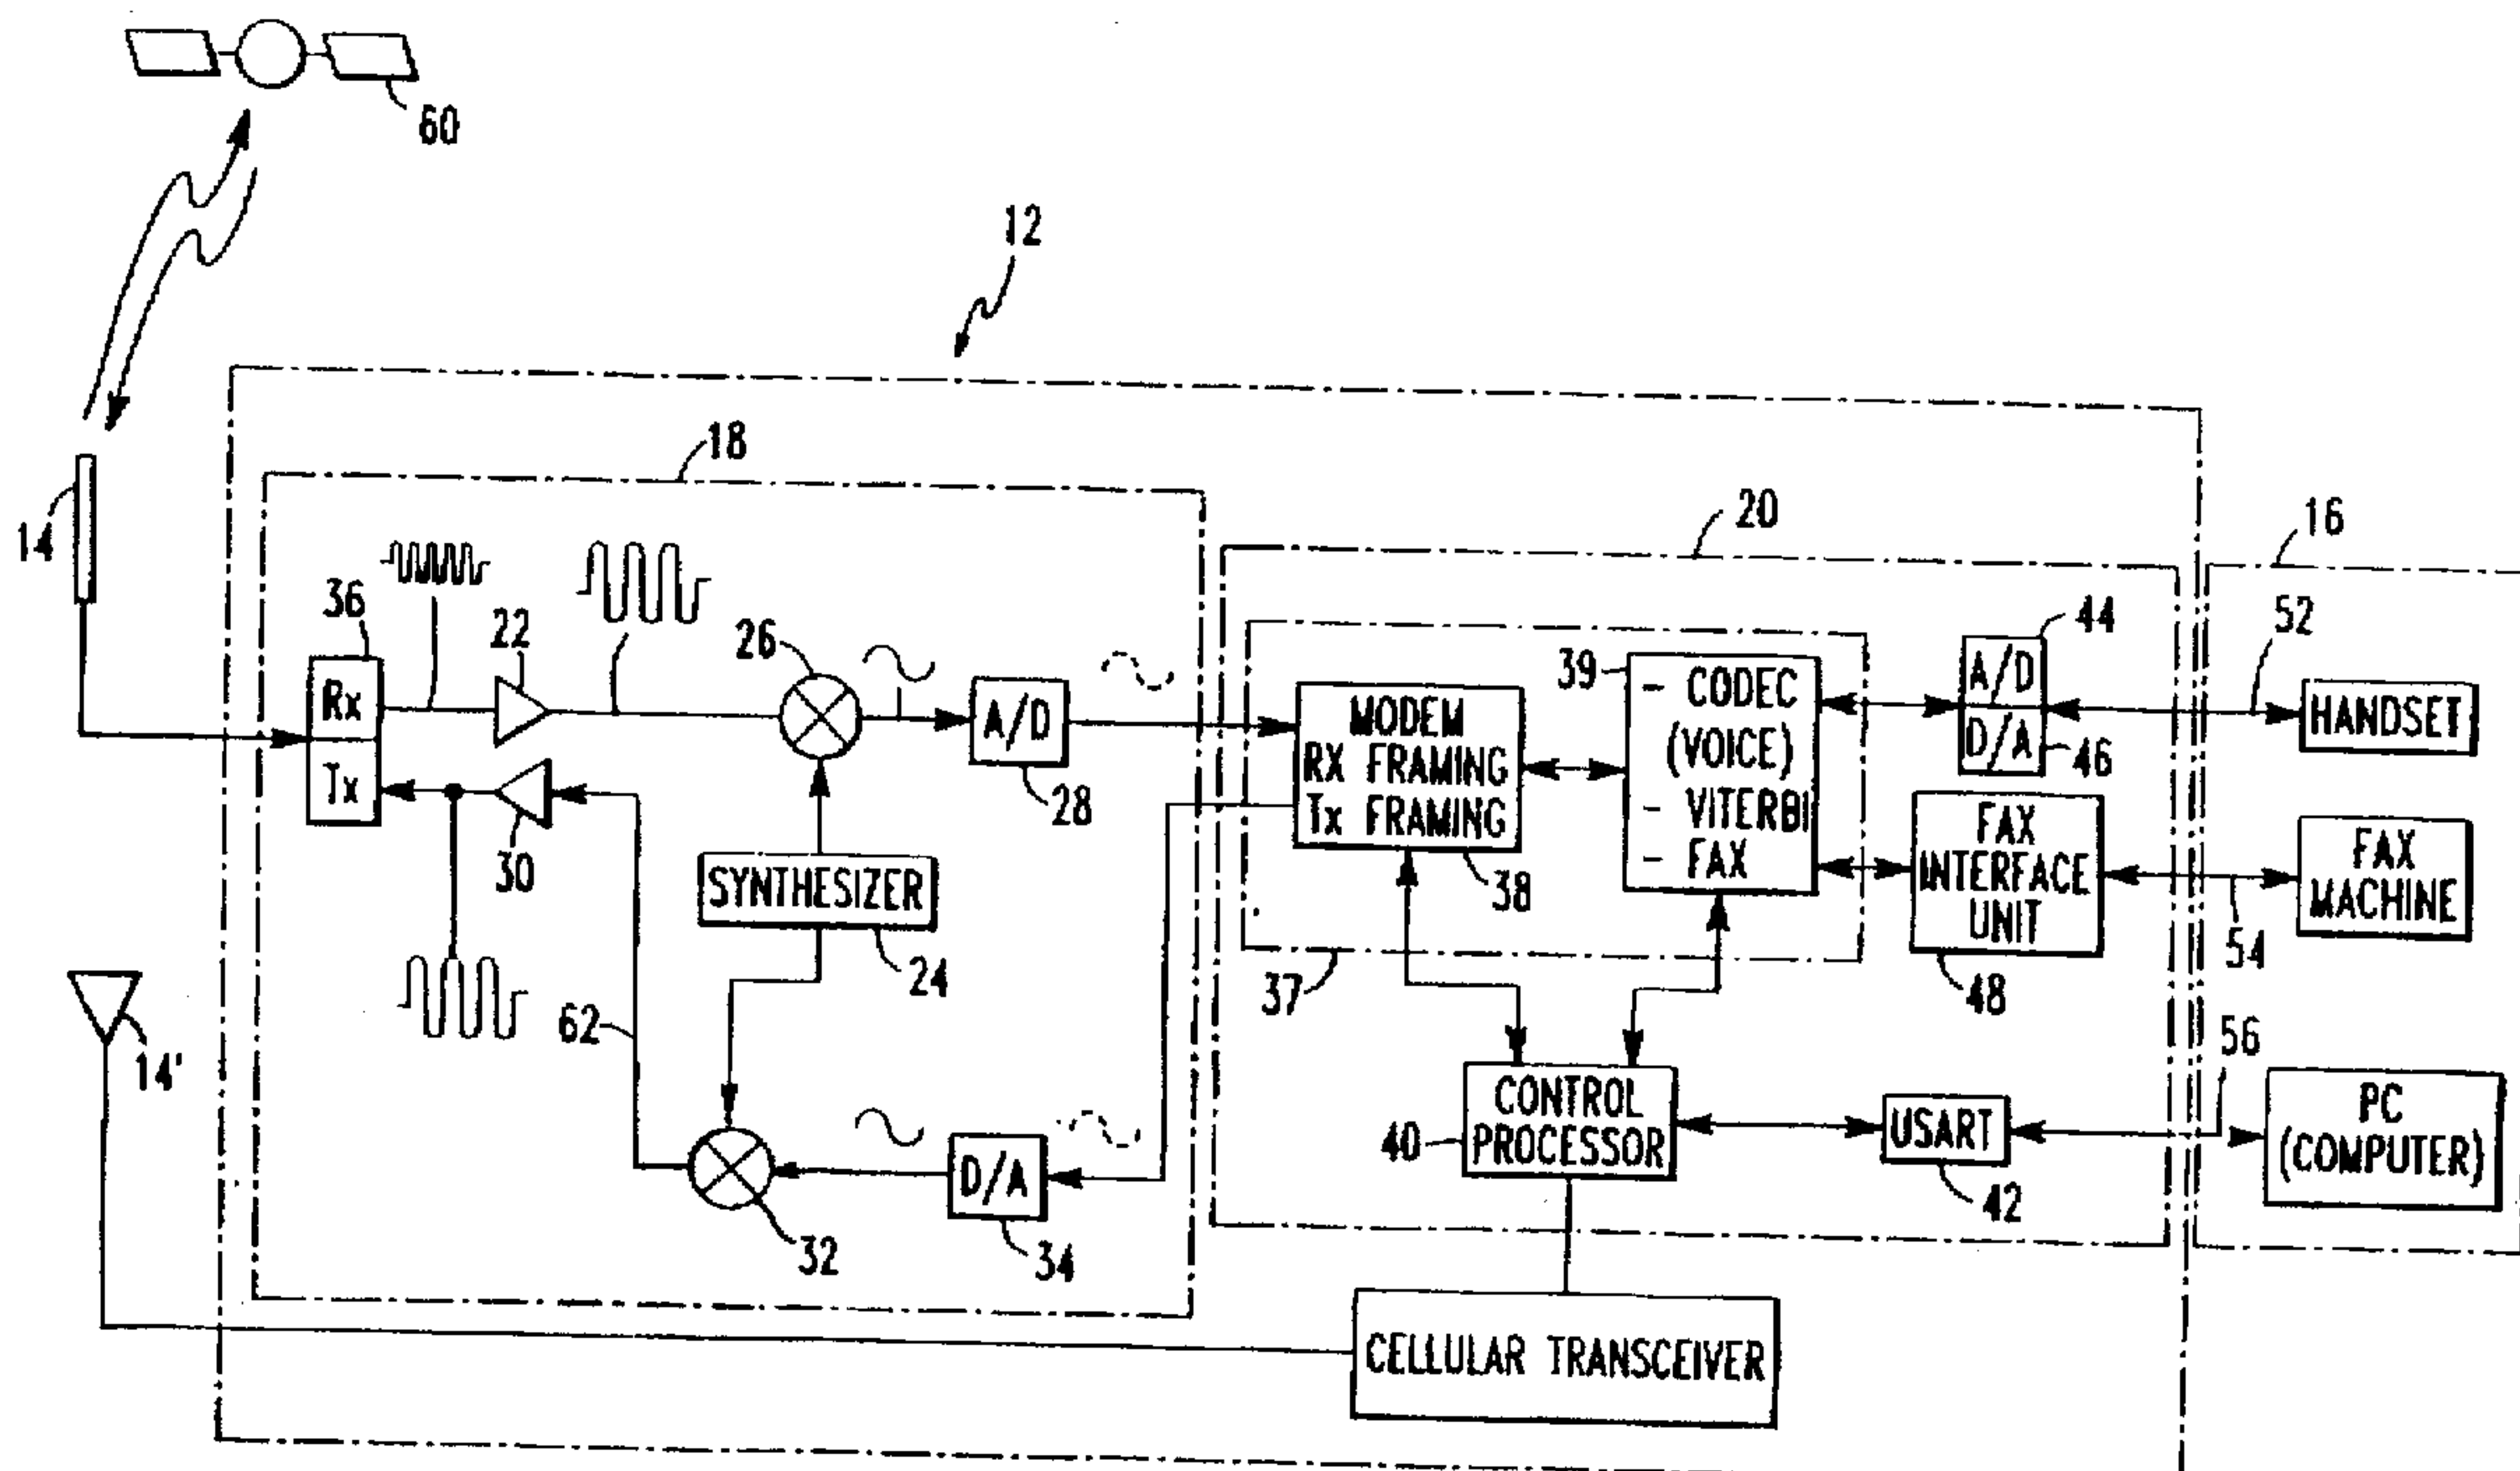 60
12
18
20
16
14
36
22
26
39
44
52
Rx
Tx
A/D
28
MODEM
RX FRAMING
Tx FRAMING
38
- CODEC
(VOICE)
- VITERBI
- FAX
A/D
D/A
46
HANDSET
30
SYNTHESIZER
24
37
FAX
INTERFACE
UNIT
48
FAX
MACHINE
54
14'
62
56
32
D/A
34
40
CONTROL
PROCESSOR
USART
42
PC
(COMPUTER)
CELLULAR TRANSCEIVER